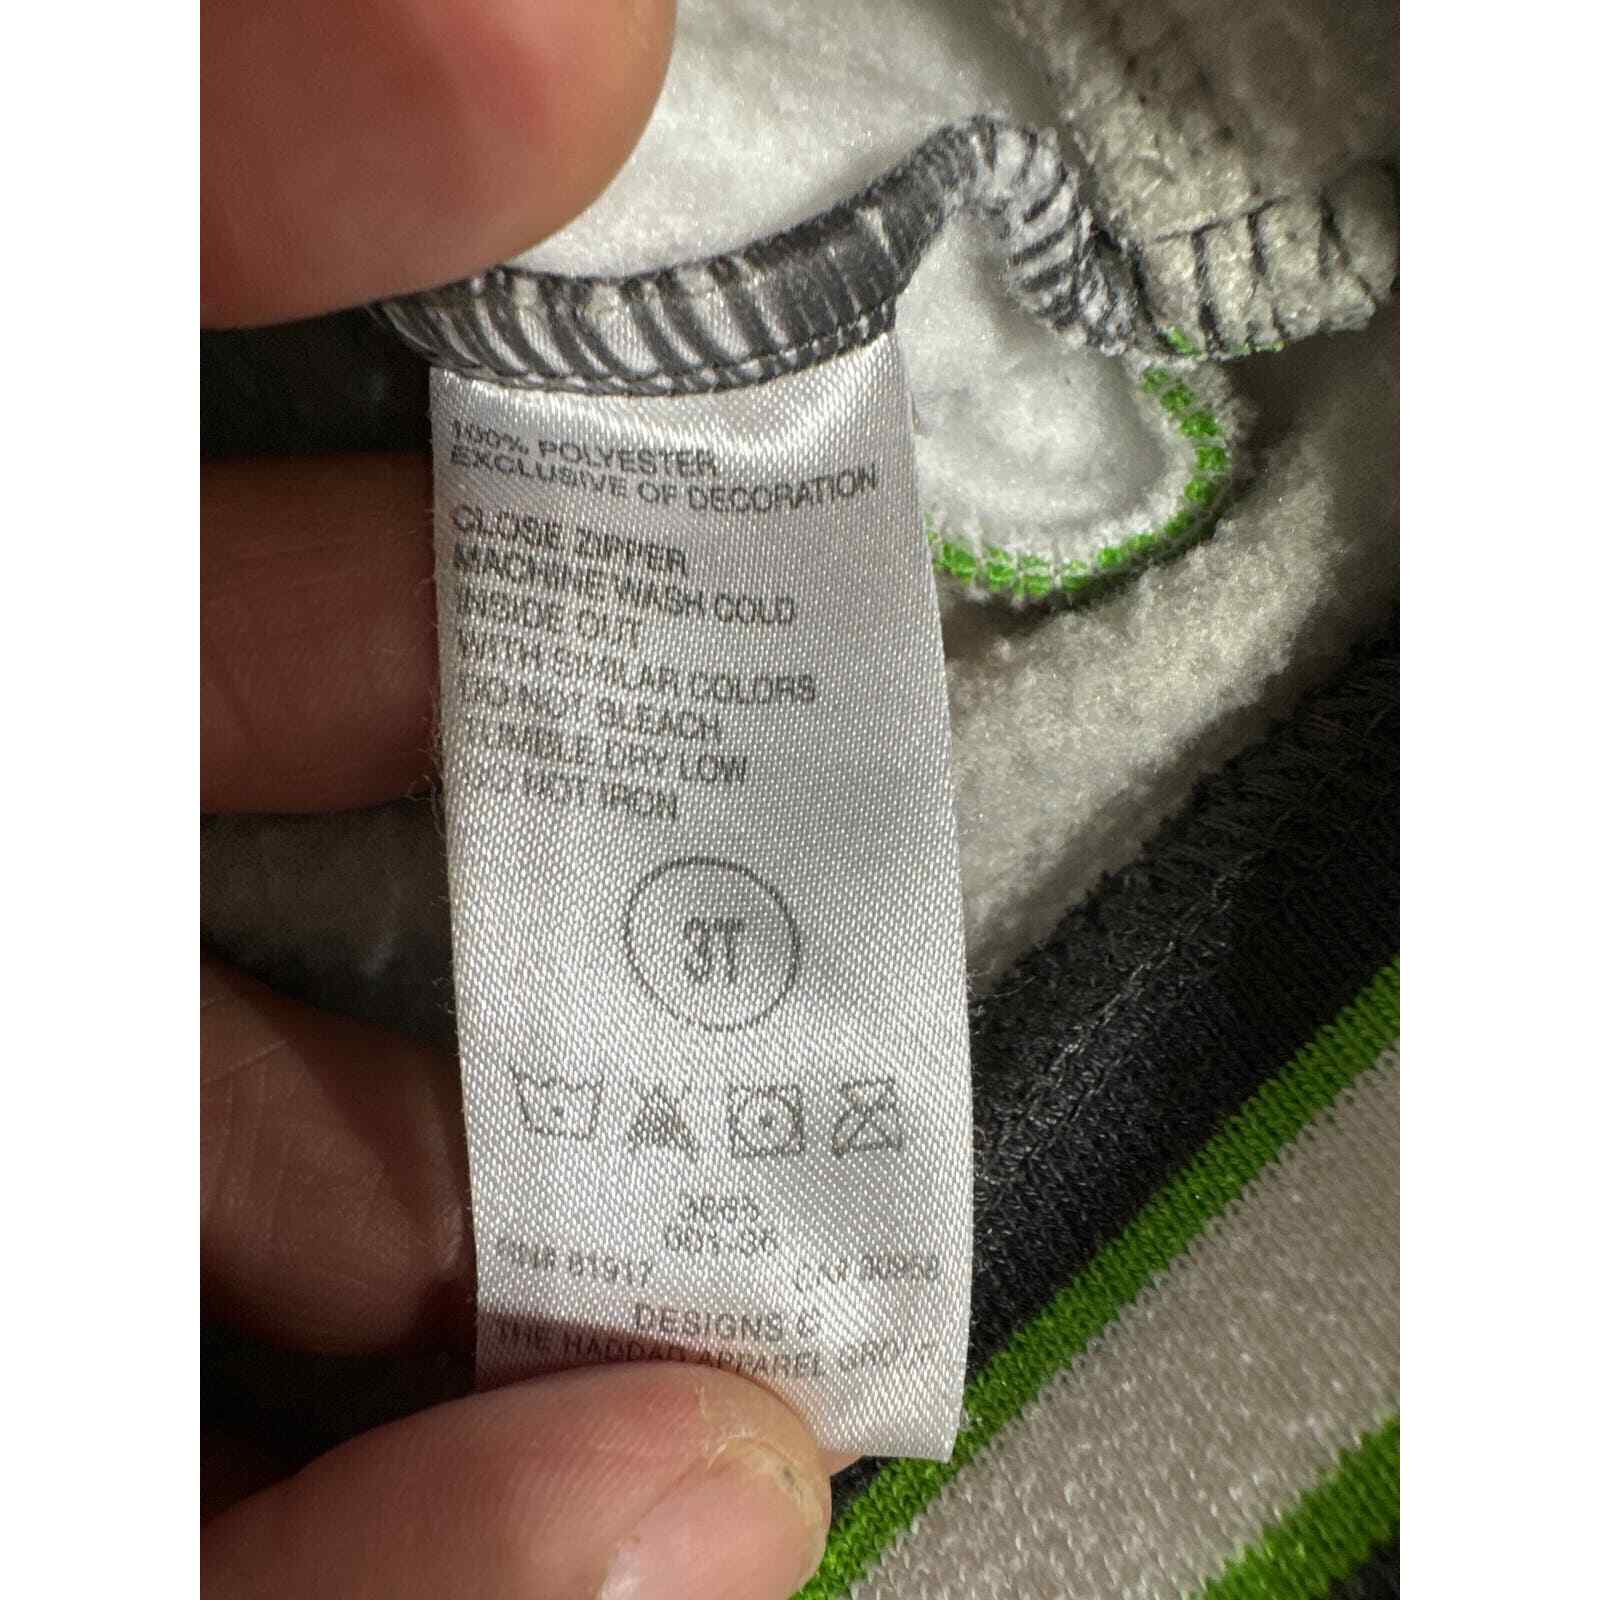 100% POLYESTER
EXCLUSIVE OF DECORATION
CLOSE ZIPPER
MACHINE WASH COLD
INSIDE OUT
WITH SIMILAR COLORS
DO NOT BLEACH
TUMBLE DRY LOW
DO NOT IRON
3T
81917
DESIGNS ©
THE HADDAD APPAREL GROUP